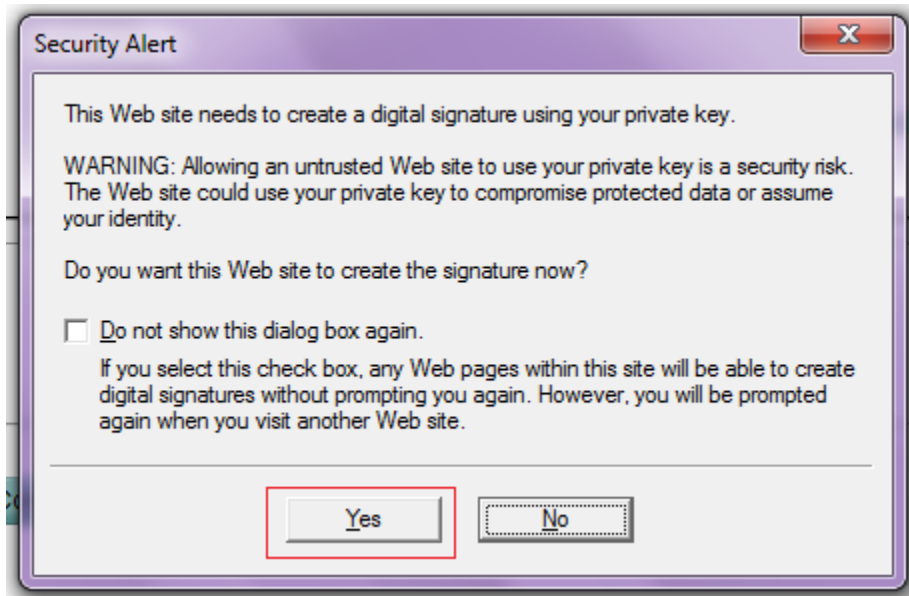 Security Alert
This Web site needs to create a digital signature using your private key.
WARNING: Allowing an untrusted Web site to use your private key is a security risk.
The Web site could use your private key to compromise protected data or assume
your identity.
Do you want this Web site to create the signature now?
Do not show this dialog box again.
If you select this check box, any Web pages within this site will be able to create
digital signatures without prompting you again. However, you will be prompted
again when you visit another Web site.
Yes No